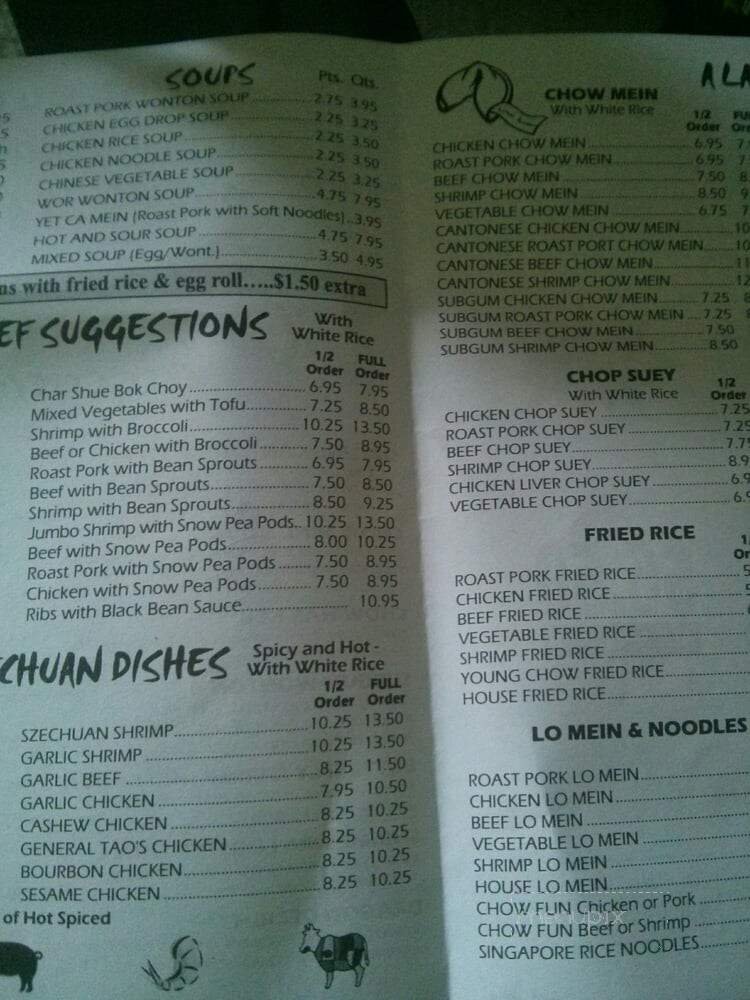 SOUPS
Pts. Qts.
ROAST PORK WONTON SOUP 2.75 3.95
CHICKEN EGG DROP SOUP 2.25 3.25
CHICKEN RICE SOUP 2.25 3.50
CHICKEN NOODLE SOUP 2.25 3.50
CHINESE VEGETABLE SOUP 2.25 3.25
WOR WONTON SOUP 4.75 7.95
YET CA MEIN (Roast Pork with Soft Noodles) 3.95
HOT AND SOUR SOUP 4.75 7.95
MIXED SOUP (Egg/Wont.) 3.50 4.95
ns with fried rice & egg roll.....$1.50 extra
EF SUGGESTIONS
With
White Rice
1/2 FULL
Order Order
Char Shue Bok Choy 6.95 7.95
Mixed Vegetables with Tofu 7.25 8.50
Shrimp with Broccoli 10.25 13.50
Beef or Chicken with Broccoli 7.50 8.95
Roast Pork with Bean Sprouts 6.95 7.95
Beef with Bean Sprouts 7.50 8.50
Shrimp with Bean Sprouts 8.50 9.25
Jumbo Shrimp with Snow Pea Pods 10.25 13.50
Beef with Snow Pea Pods 8.00 10.25
Roast Pork with Snow Pea Pods 7.50 8.95
Chicken with Snow Pea Pods 7.50 8.95
Ribs with Black Bean Sauce 10.95
CHUAN DISHES
Spicy and Hot -
With White Rice
1/2 FULL
Order Order
SZECHUAN SHRIMP 10.25 13.50
GARLIC SHRIMP 10.25 13.50
GARLIC BEEF 8.25 11.50
GARLIC CHICKEN 7.95 10.50
CASHEW CHICKEN 8.25 10.25
GENERAL TAO'S CHICKEN 8.25 10.25
BOURBON CHICKEN 8.25 10.25
SESAME CHICKEN 8.25 10.25
of Hot Spiced
A LA
CHOW MEIN
With White Rice
1/2
Order
CHICKEN CHOW MEIN 6.95
ROAST PORK CHOW MEIN 6.95
BEEF CHOW MEIN 7.50
SHRIMP CHOW MEIN 8.50
VEGETABLE CHOW MEIN 6.75
CANTONESE CHICKEN CHOW MEIN
CANTONESE ROAST PORT CHOW MEIN
CANTONESE BEEF CHOW MEIN
CANTONESE SHRIMP CHOW MEIN
SUBGUM CHICKEN CHOW MEIN 7.25
SUBGUM ROAST PORK CHOW MEIN 7.25
SUBGUM BEEF CHOW MEIN 7.50
SUBGUM SHRIMP CHOW MEIN 8.50
CHOP SUEY
With White Rice
1/2
Order
CHICKEN CHOP SUEY 7.25
ROAST PORK CHOP SUEY 7.25
BEEF CHOP SUEY 7.7
SHRIMP CHOP SUEY 8.9
CHICKEN LIVER CHOP SUEY 6.9
VEGETABLE CHOP SUEY 6.9
FRIED RICE
ROAST PORK FRIED RICE
CHICKEN FRIED RICE
BEEF FRIED RICE
VEGETABLE FRIED RICE
SHRIMP FRIED RICE
YOUNG CHOW FRIED RICE
HOUSE FRIED RICE
LO MEIN & NOODLES
ROAST PORK LO MEIN
CHICKEN LO MEIN
BEEF LO MEIN
VEGETABLE LO MEIN
SHRIMP LO MEIN
HOUSE LO MEIN
CHOW FUN Chicken or Pork
CHOW FUN Beef or Shrimp
SINGAPORE RICE NOODLES